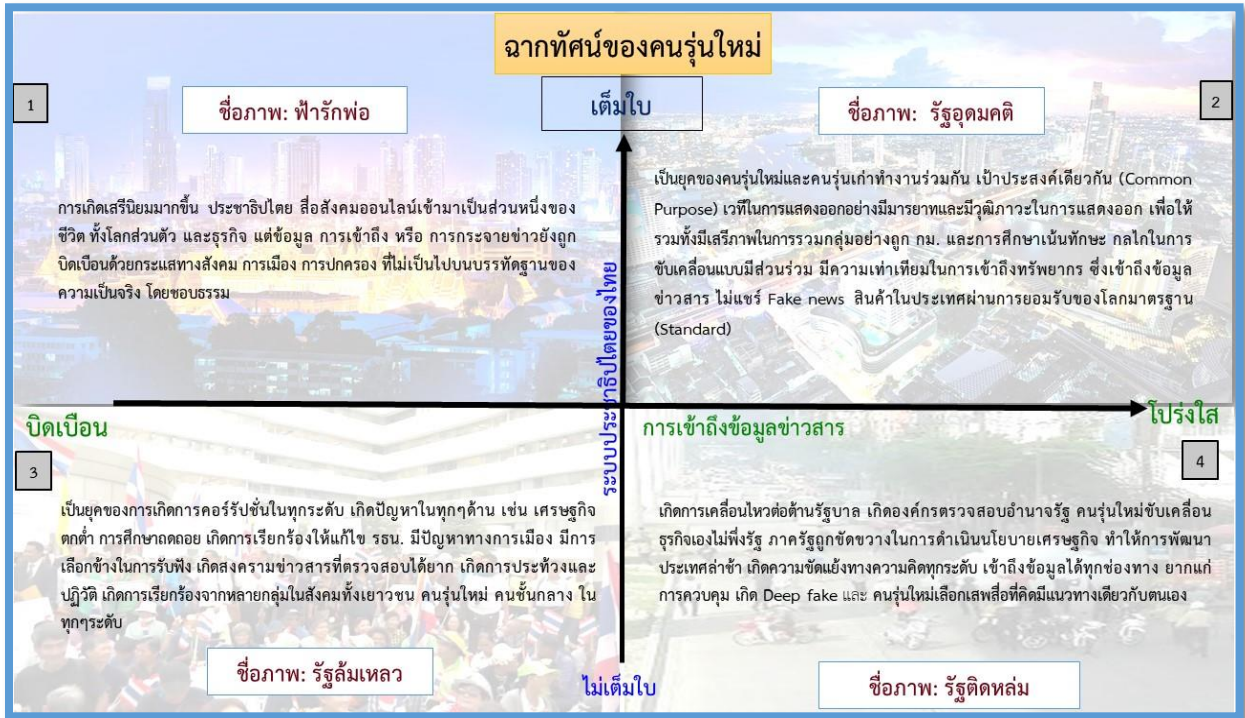 ฉากทัศน์ของคนรุ่นใหม่
เต็มใบ
1
ชื่อภาพ: ฟ้ารักพ่อ
การเกิดเสรีนิยมมากขึ้น ประชาธิปไตย สื่อสังคมออนไลน์เข้ามาเป็นส่วนหนึ่งของ
ชีวิต ทั้งโลกส่วนตัว และธุรกิจ แต่ข้อมูล การเข้าถึง หรือ การกระจายข่าวยังถูก
บิดเบือนด้วยกระแสทางสังคม การเมือง การปกครอง ที่ไม่เป็นไปบนบรรทัดฐานของ
ความเป็นจริง โดยชอบธรรม
2
ชื่อภาพ: รัฐอุดมคติ
เป็นยุคของคนรุ่นใหม่และคนรุ่นเก่าทำงานร่วมกัน เป้าประสงค์เดียวกัน (Common
Purpose) เวทีในการแสดงออกอย่างมีมารยาทและมีวุฒิภาวะในการแสดงออก เพื่อให้
รวมทั้งมีเสรีภาพในการรวมกลุ่มอย่างถูก กม. และการศึกษาเน้นทักษะ กลไกในการ
ขับเคลื่อนแบบมีส่วนร่วม มีความเท่าเทียมในการเข้าถึงทรัพยากร ซึ่งเข้าถึงข้อมูล
ข่าวสาร ไม่แชร์ Fake news สินค้าในประเทศผ่านการยอมรับของโลกมาตรฐาน
(Standard)
ระบบประชาธิปไตยของไทย
บิดเบือน
การเข้าถึงข้อมูลข่าวสาร
โปร่งใส
3
เป็นยุคของการเกิดการคอร์รัปชั่นในทุกระดับ เกิดปัญหาในทุกๆด้าน เช่น เศรษฐกิจ
ตกต่ำ การศึกษาถดถอย เกิดการเรียกร้องให้แก้ไข รธน. มีปัญหาทางการเมือง มีการ
เลือกข้างในการรับฟัง เกิดสงครามข่าวสารที่ตรวจสอบได้ยาก เกิดการประท้วงและ
ปฏิวัติ เกิดการเรียกร้องจากหลายกลุ่มในสังคมทั้งเยาวชน คนรุ่นใหม่ คนชั้นกลาง ใน
ทุกๆระดับ
ชื่อภาพ: รัฐล้มเหลว
4
เกิดการเคลื่อนไหวต่อต้านรัฐบาล เกิดองค์กรตรวจสอบอำนาจรัฐ คนรุ่นใหม่ขับเคลื่อน
ธุรกิจเองไม่พึ่งรัฐ ภาครัฐถูกขัดขวางในการดำเนินนโยบายเศรษฐกิจ ทำให้การพัฒนา
ประเทศล่าช้า เกิดความขัดแย้งทางความคิดทุกระดับ เข้าถึงข้อมูลได้ทุกช่องทาง ยากแก่
การควบคุม เกิด Deep fake และ คนรุ่นใหม่เลือกเสพสื่อที่คิดมีแนวทางเดียวกับตนเอง
ชื่อภาพ: รัฐติดหล่ม
ไม่เต็มใบ